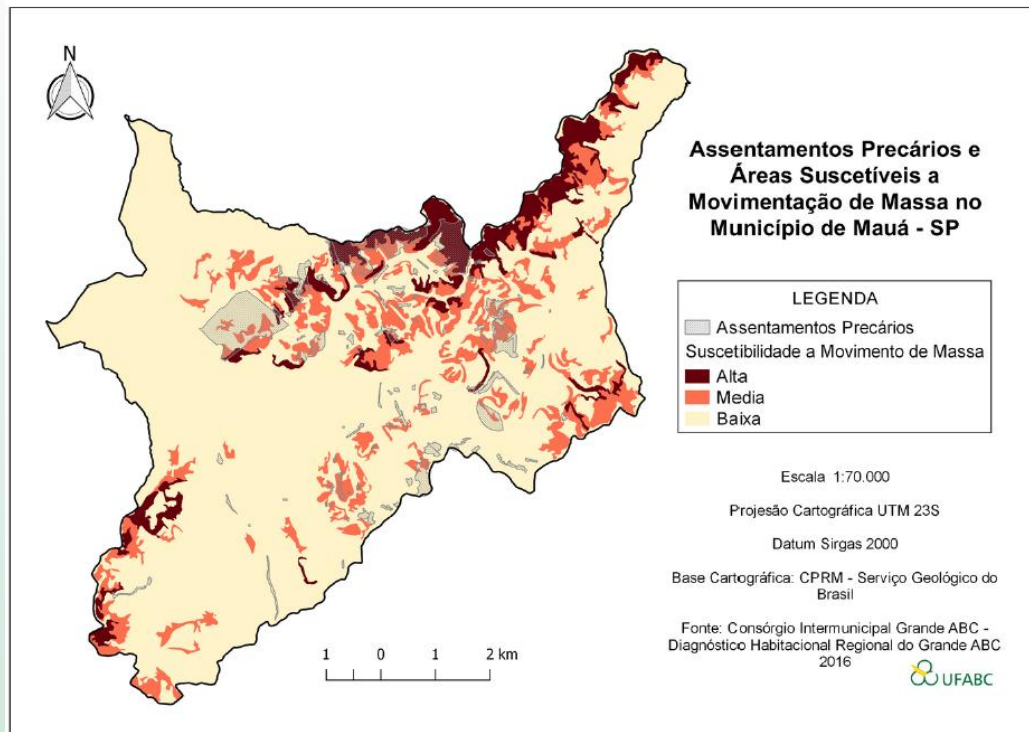 N
Assentamentos Precários e
Áreas Suscetíveis a
Movimentação de Massa no
Município de Mauá - SP
LEGENDA
Assentamentos Precários
Suscetibilidade a Movimento de Massa
Alta
Media
Baixa
Escala 1:70.000
Projesão Cartográfica UTM 23S
Datum Sirgas 2000
Base Cartográfica: CPRM - Serviço Geológico do
Brasil
Fonte: Consórgio Intermunicipal Grande ABC -
Diagnóstico Habitacional Regional do Grande ABC
2016
1 0 1 2 km
UFABC